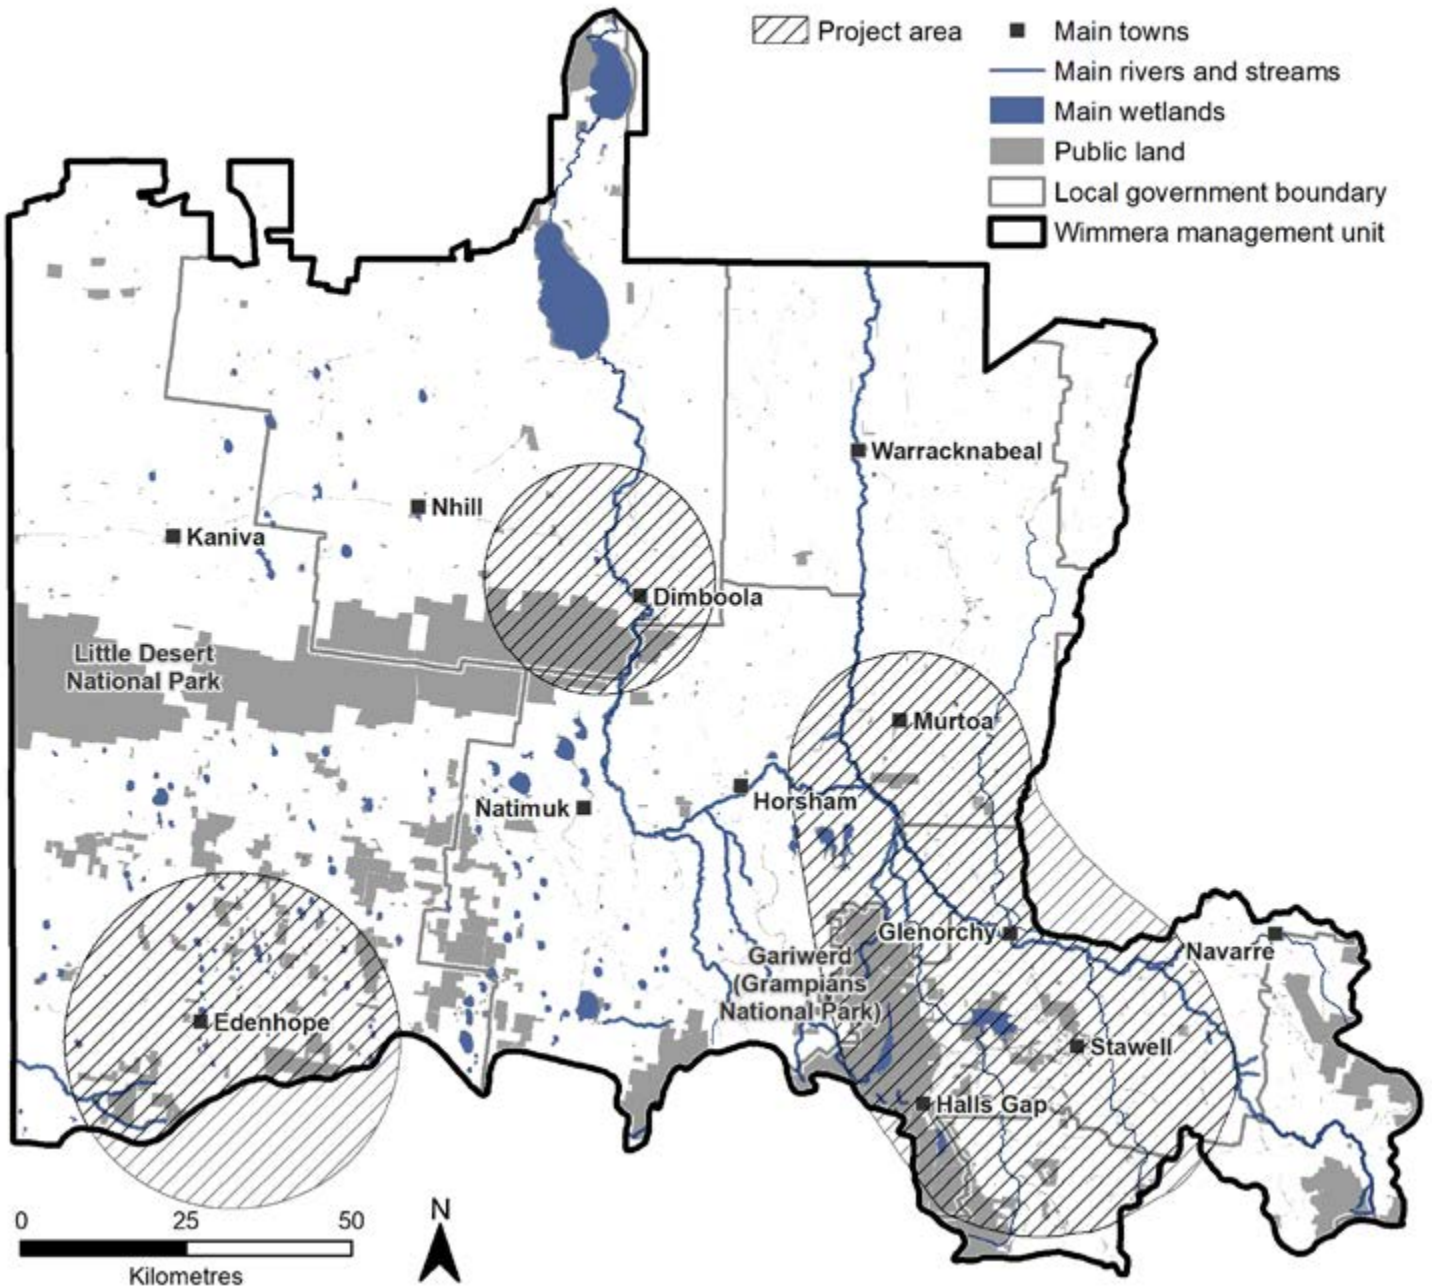 Project area
Main towns
Main rivers and streams
Main wetlands
Public land
Local government boundary
Wimmera management unit
Warracknabeal
Nhill
Kaniva
Dimboola
Little Desert
National Park
Murtoa
Horsham
Natimuk
Glenorchy
Navarre
Gariwerd
(Grampians
National Park)
Edenhope
Stawell
Halls Gap
0 25 50
Kilometres
N